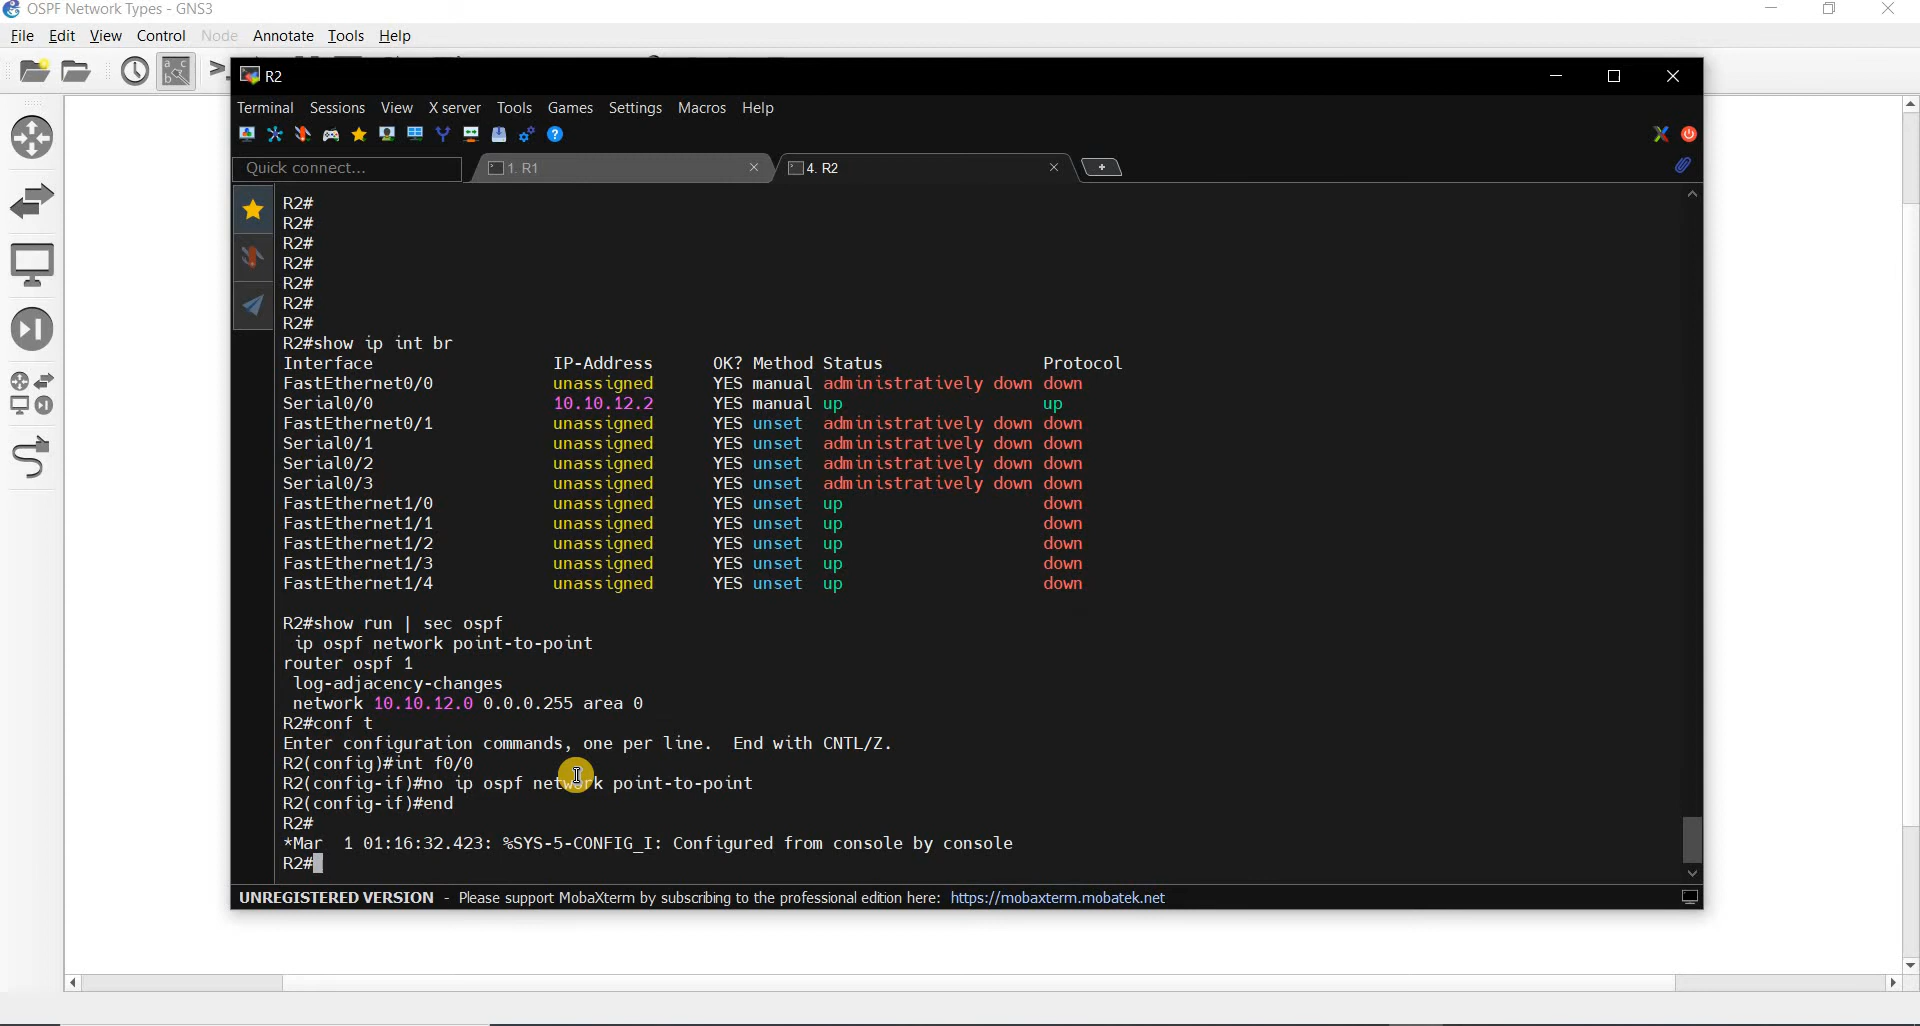 OSPF Network Types - GNS3
File Edit View Control Node Annotate Tools Help
R2
Terminal Sessions View X server Tools Games Settings Macros Help
Quick connect...
1. R1
4. R2
R2#
R2#
R2#
R2#
R2#
R2#
R2#
R2#show ip int br
Interface IP-Address OK? Method Status Protocol
FastEthernet0/0 unassigned YES manual administratively down down
Serial0/0 10.10.12.2 YES manual up up
FastEthernet0/1 unassigned YES unset administratively down down
Serial0/1 unassigned YES unset administratively down down
Serial0/2 unassigned YES unset administratively down down
Serial0/3 unassigned YES unset administratively down down
FastEthernet1/0 unassigned YES unset up down
FastEthernet1/1 unassigned YES unset up down
FastEthernet1/2 unassigned YES unset up down
FastEthernet1/3 unassigned YES unset up down
FastEthernet1/4 unassigned YES unset up down
R2#show run | sec ospf
ip ospf network point-to-point
router ospf 1
log-adjacency-changes
network 10.10.12.0 0.0.0.255 area 0
R2#conf t
Enter configuration commands, one per line. End with CNTL/Z.
R2(config)#int f0/0
R2(config-if)#no ip ospf network point-to-point
R2(config-if)#end
R2#
*Mar 1 01:16:32.423: %SYS-5-CONFIG_I: Configured from console by console
R2#
UNREGISTERED VERSION - Please support MobaXterm by subscribing to the professional edition here: https://mobaxterm.mobatek.net